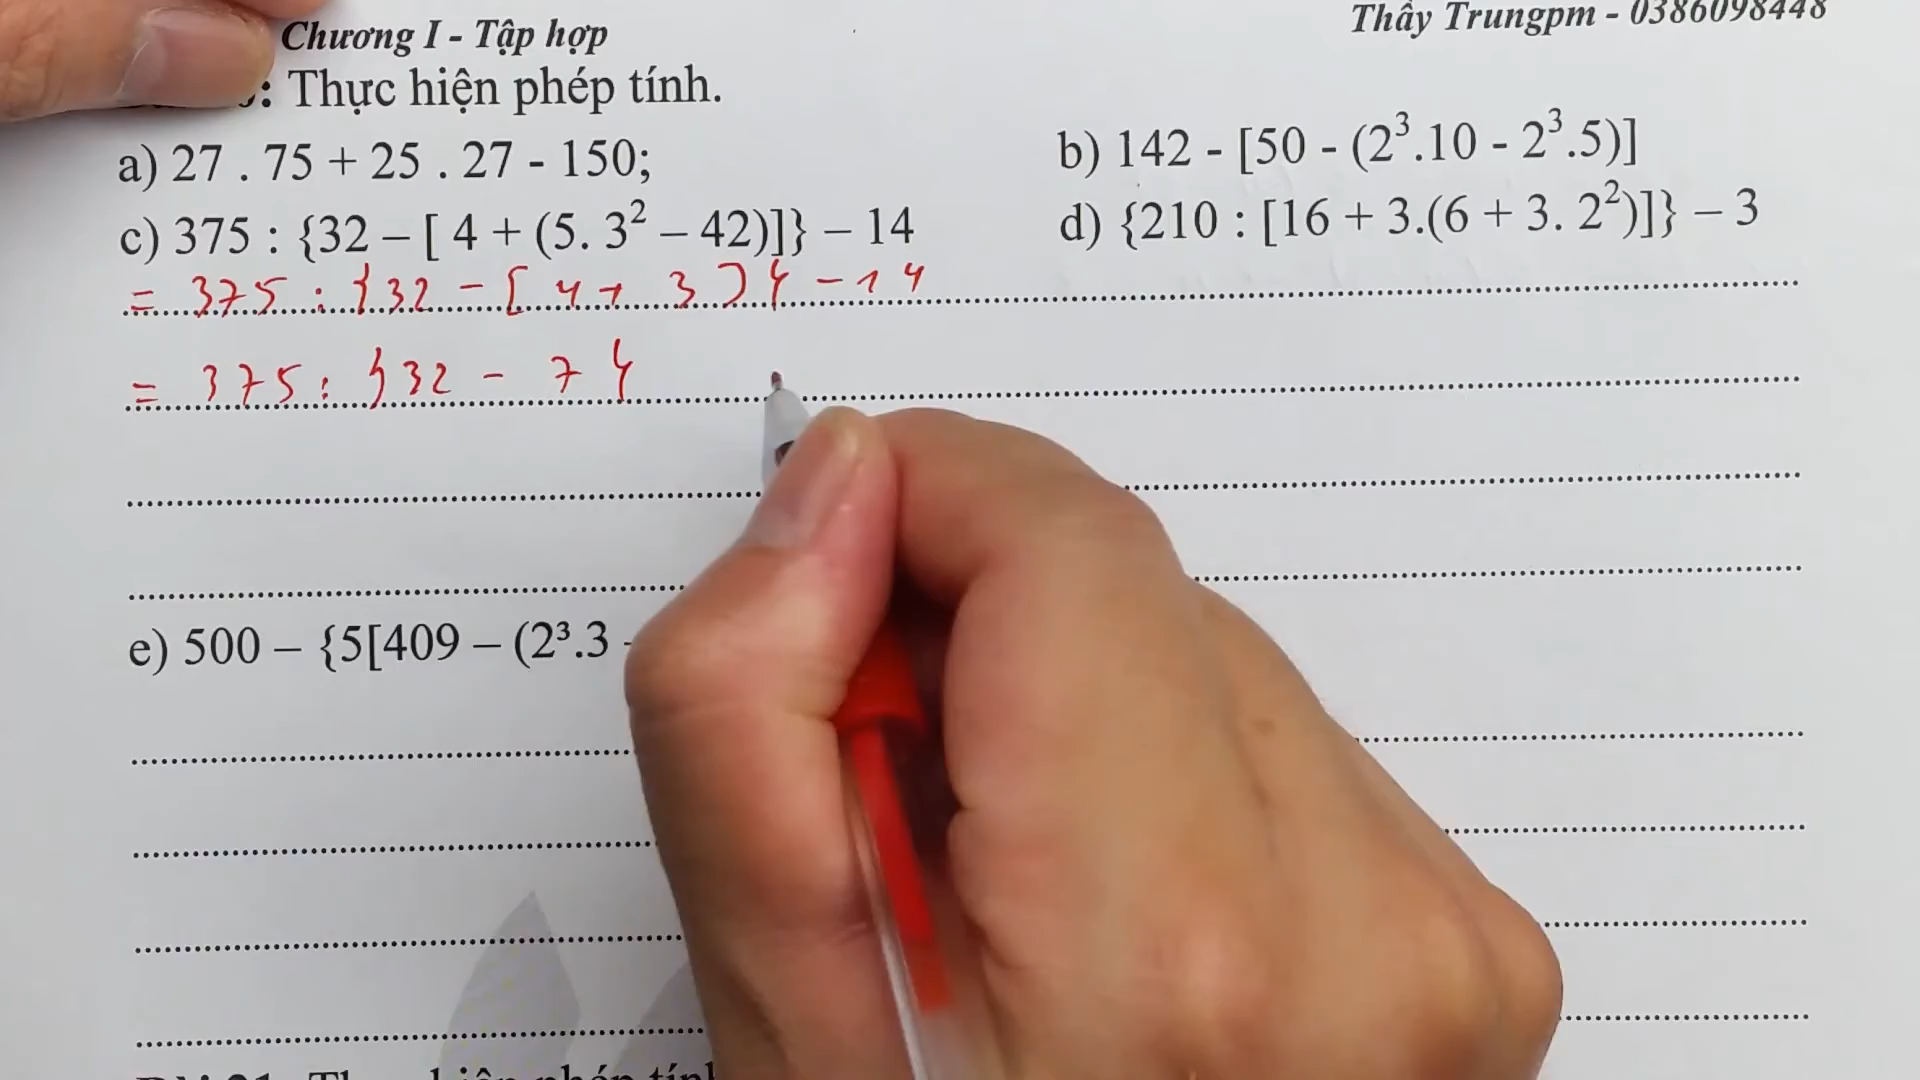 Chương I - Tập hợp
Thầy Trungpm - 0386098448
: Thực hiện phép tính.
a) 27 . 75 + 25 . 27 - 150;
b) 142 - [50 - (2³.10 - 2³.5)]
c) 375 : {32 – [ 4 + (5. 3² – 42)]} – 14
d) {210 : [16 + 3.(6 + 3. 2²)]} – 3
= 375 : {32 - [ 4 + 3 ]} - 14
= 375 : {32 - 7}
e) 500 – {5[409 – (2³.3